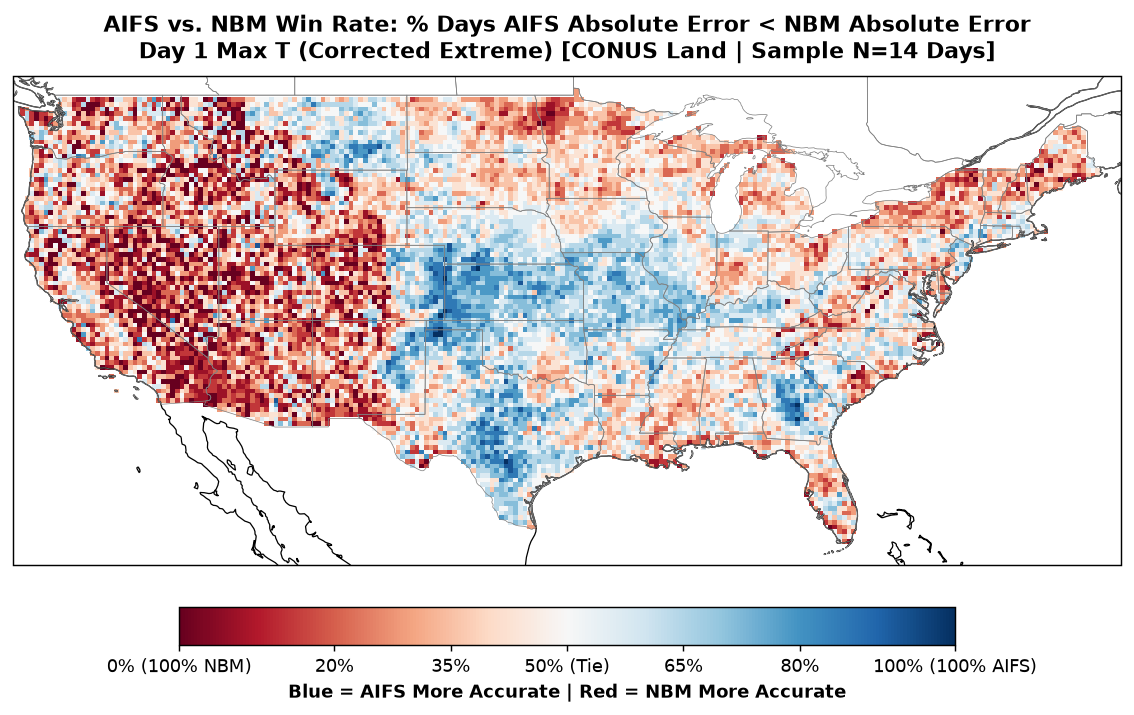 AIFS vs. NBM Win Rate: % Days AIFS Absolute Error < NBM Absolute Error
Day 1 Max T (Corrected Extreme) [CONUS Land | Sample N=14 Days]
0% (100% NBM) 20% 35% 50% (Tie) 65% 80% 100% (100% AIFS)
Blue = AIFS More Accurate | Red = NBM More Accurate